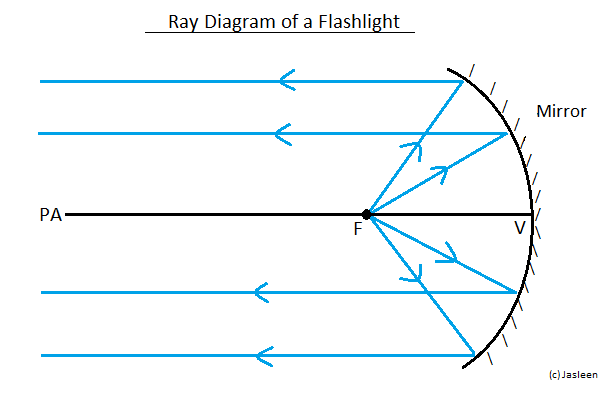 Ray Diagram of a Flashlight
Mirror
PA
F
V
(c) Jasleen